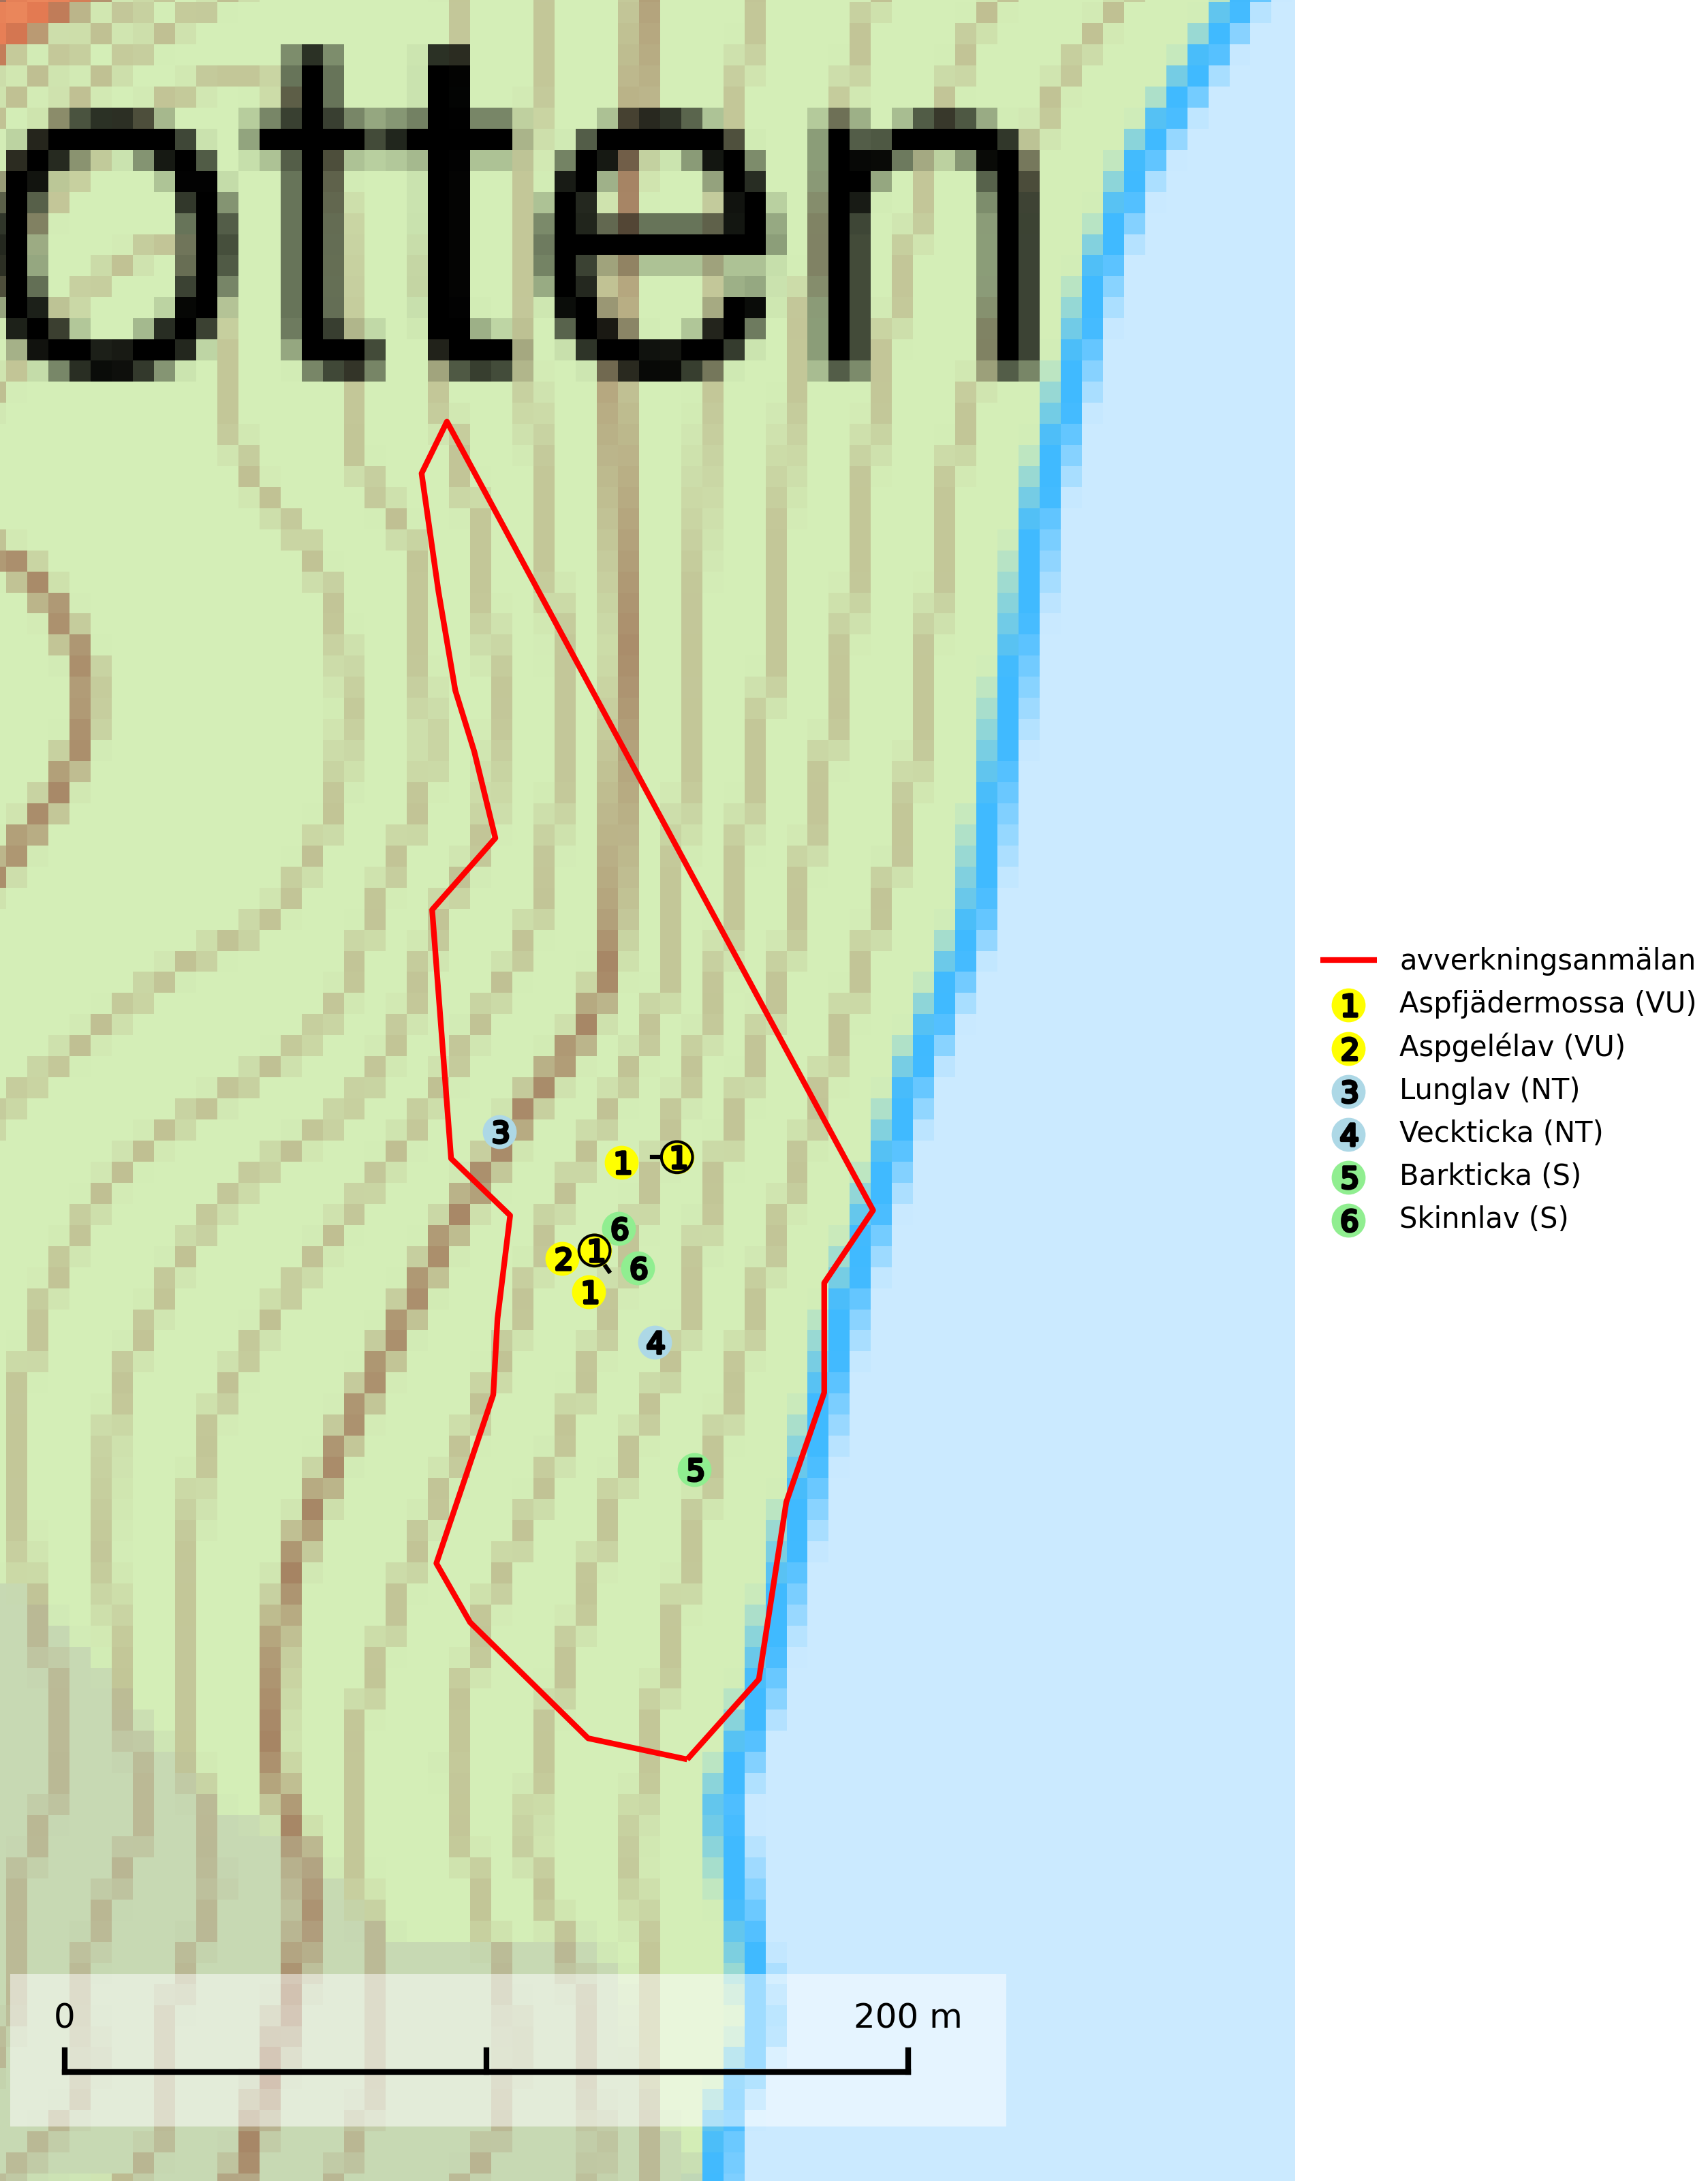 otten
avverkningsanmälan
1 Aspfjädermossa (VU)
2 Aspgelélav (VU)
3 Lunglav (NT)
4 Veckticka (NT)
5 Barkticka (S)
6 Skinnlav (S)
3
1
1
6
2
1
6
1
4
5
0
200 m